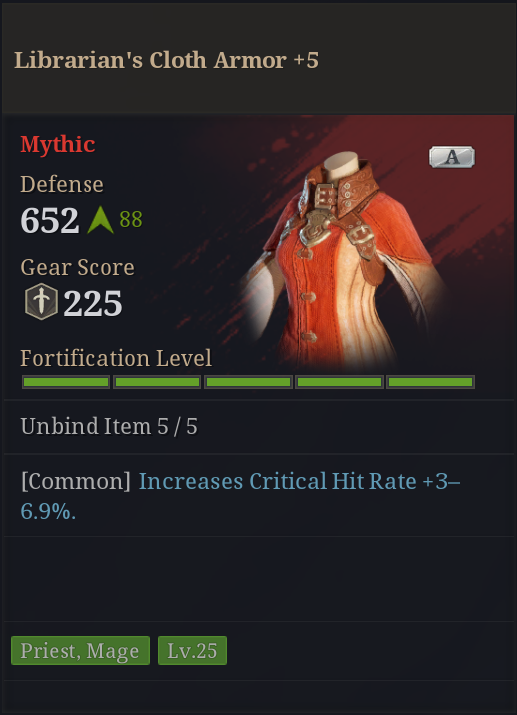 Librarian's Cloth Armor +5
Mythic
A
Defense
652 88
Gear Score
225
Fortification Level
Unbind Item 5 / 5
[Common] Increases Critical Hit Rate +3–
6.9%.
Priest, Mage Lv.25